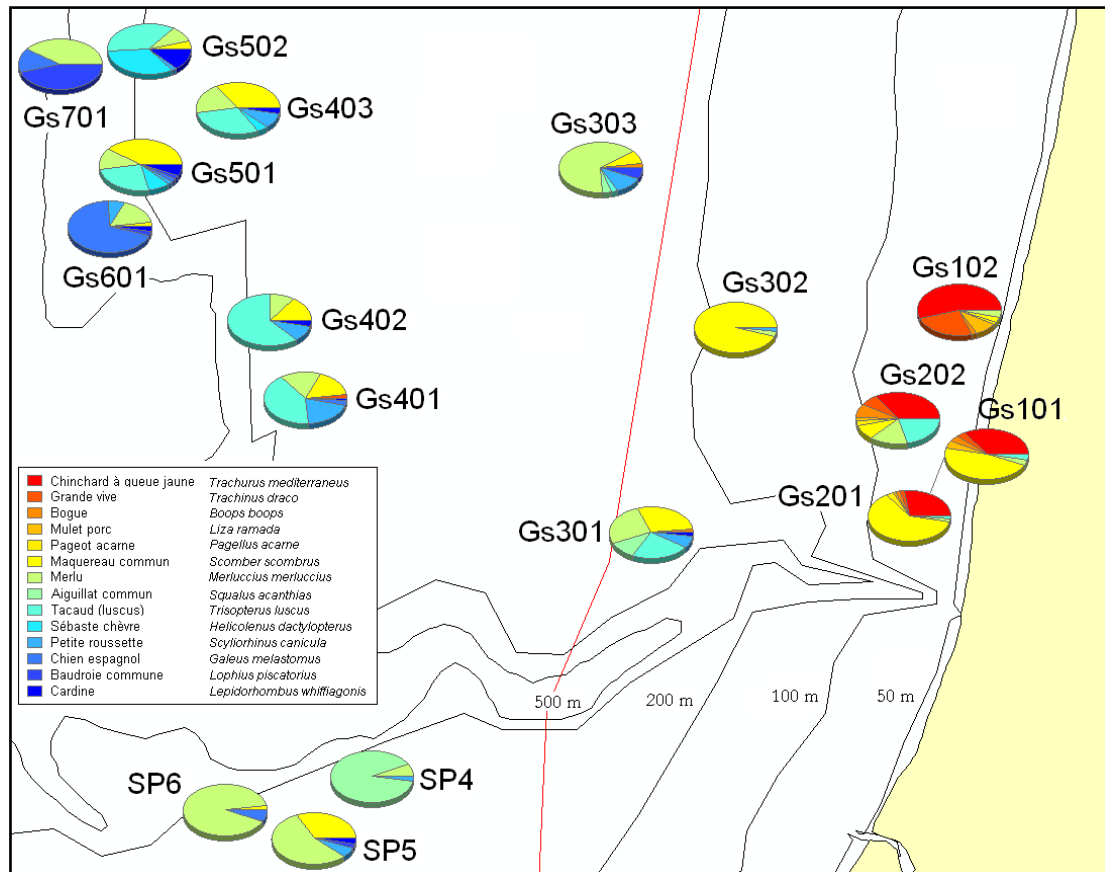 Gs502
Gs701
Gs403
Gs303
Gs501
Gs601
Gs302
Gs102
Gs402
Gs202
Gs401
Gs101
Gs201
Gs301
Chinchard à queue jaune Trachurus mediterraneus
Grande vive Trachinus draco
Bogue Boops boops
Mulet porc Liza ramada
Pageot acarne Pagellus acarne
Maquereau commun Scomber scombrus
Merlu Merluccius merluccius
Aiguillat commun Squalus acanthias
Tacaud (luscus) Trisopterus luscus
Sébaste chèvre Helicolenus dactylopterus
Petite roussette Scyliorhinus canicula
Chien espagnol Galeus melastomus
Baudroie commune Lophius piscatorius
Cardine Lepidorhombus whiffiagonis
500 m 200 m 100 m 50 m
SP6
SP4
SP5